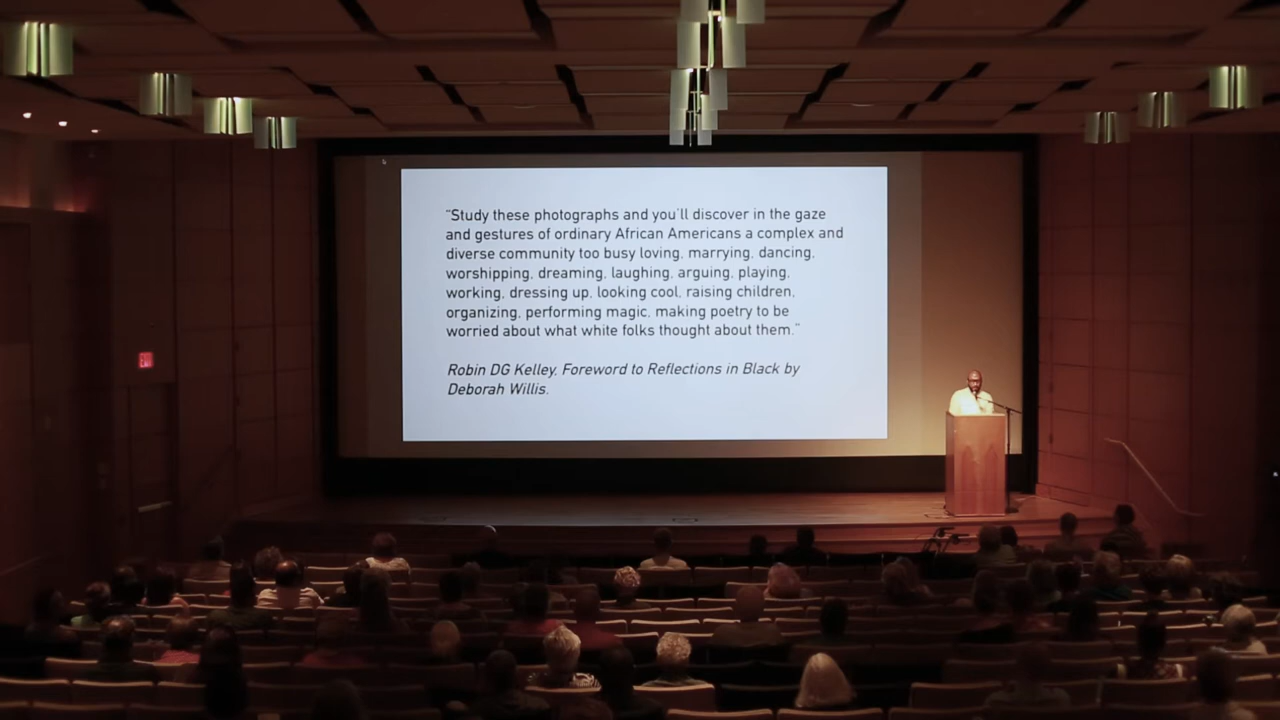 “Study these photographs and you’ll discover in the gaze
and gestures of ordinary African Americans a complex and
diverse community too busy loving, marrying, dancing,
worshipping, dreaming, laughing, arguing, playing,
working, dressing up, looking cool, raising children,
organizing, performing magic, making poetry to be
worried about what white folks thought about them.”
Robin DG Kelley, Foreword to Reflections in Black by
Deborah Willis.